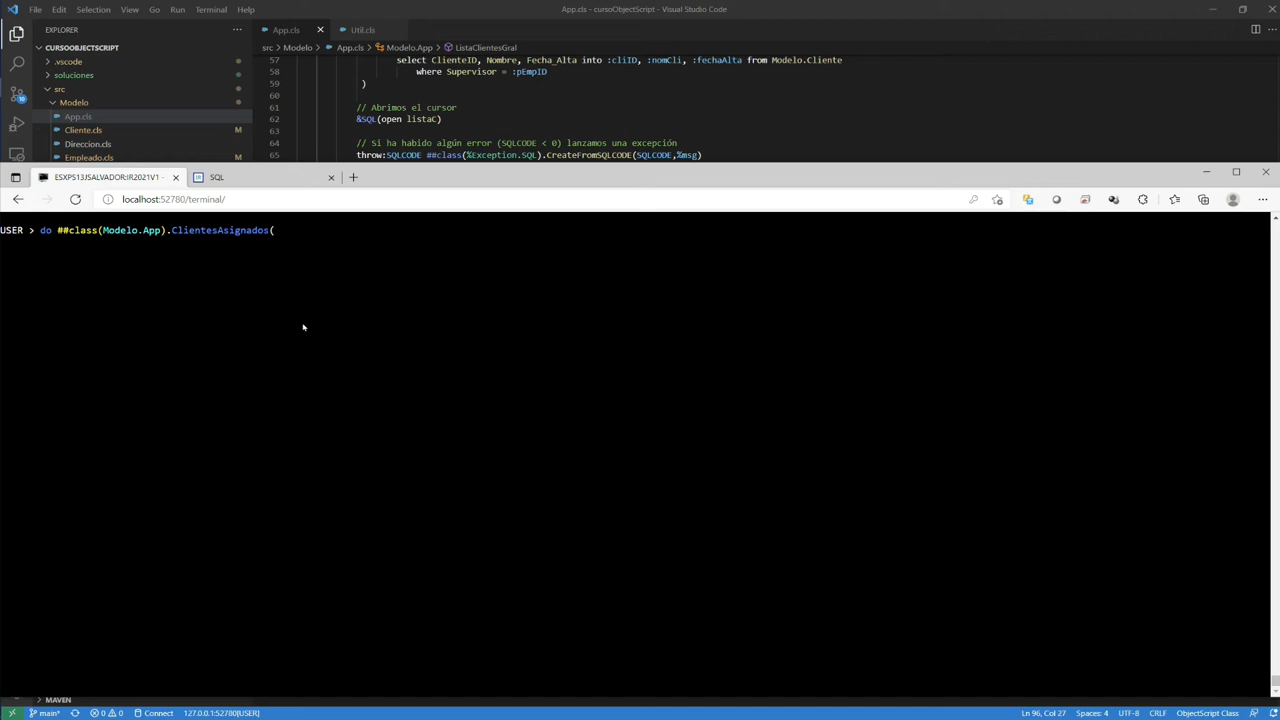 File Edit Selection View Go Run Terminal Help
App.cls - cursoObjectScript - Visual Studio Code
EXPLORER
App.cls
Util.cls
CURSOOBJECTSCRIPT
src > Modelo > App.cls > Modelo.App > ListaClientesGral
.vscode
soluciones
src
Modelo
App.cls
Cliente.cls M
Direccion.cls
Empleado.cls M
10
57 select ClienteID, Nombre, Fecha_Alta into :cliID, :nomCli, :fechaAlta from Modelo.Cliente
58 where Supervisor = :pEmpID
59 )
60
61 // Abrimos el cursor
62 &SQL(open listaC)
63
64 // Si ha habido algún error (SQLCODE < 0) lanzamos una excepción
65 throw:SQLCODE ##class(%Exception.SQL).CreateFromSQLCODE(SQLCODE,%msg)
ESXPS13JSALVADOR:IR2021V1 -
SQL
localhost:52780/terminal/
USER > do ##class(Modelo.App).ClientesAsignados(
MAVEN
main* 0 0 Connect 127.0.0.1:52780[USER]
Ln 96, Col 27 Spaces: 4 UTF-8 CRLF ObjectScript Class